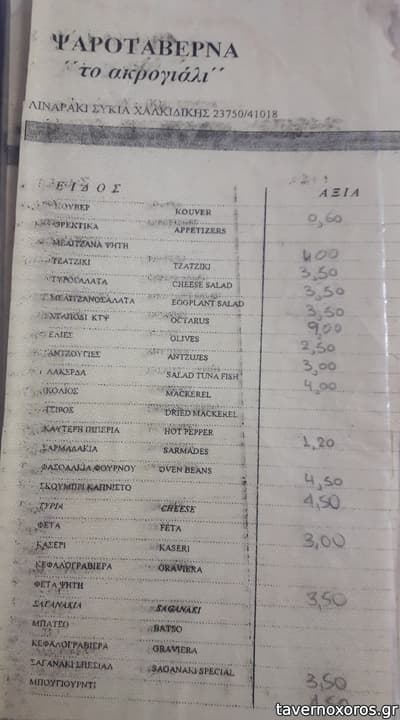 ΨΑΡΟΤΑΒΕΡΝΑ
΄΄το ακρογιάλι΄΄
ΛΙΝΑΡΑΚΙ ΣΥΚΙΑ ΧΑΛΚΙΔΙΚΗΣ 23750/41018
ΕΙΔΟΣ ΑΞΙΑ
ΚΟΥΒΕΡ KOUVER 0,60
ΟΡΕΚΤΙΚΑ APPETIZERS
ΜΕΛΙΤΖΑΝΑ ΨΗΤΗ 4,00
ΤΖΑΤΖΙΚΙ TZATZIKI 3,50
ΤΥΡΟΣΑΛΑΤΑ CHEESE SALAD 3,50
ΜΕΛΙΤΖΑΝΟΣΑΛΑΤΑ EGGPLANT SALAD 3,50
ΧΤΑΠΟΔΙ ΚΤΨ OCTARUS 9,00
ΕΛΙΕΣ OLIVES 2,50
ΑΝΤΖΟΥΓΙΕΣ ANTZUJES 3,00
ΛΑΚΕΡΔΑ SALAD TUNA FISH 4,00
ΚΟΛΙΟΣ MACKEREL
ΤΣΙΡΟΣ DRIED MACKEREL
ΚΑΥΤΕΡΗ ΠΙΠΕΡΙΑ HOT PEPPER 1,20
ΣΑΡΜΑΔΑΚΙΑ SARMADES
ΦΑΣΟΛΑΚΙΑ ΦΟΥΡΝΟΥ OVEN BEANS 4,50
ΣΚΟΥΜΠΡΙ ΚΑΠΝΙΣΤΟ 4,50
ΤΥΡΙΑ CHEESE
ΦΕΤΑ FETA 3,00
ΚΑΣΕΡΙ KASERI
ΚΕΦΑΛΟΓΡΑΒΙΕΡΑ GRAVIERA
ΦΕΤΑ ΨΗΤΗ 3,50
ΣΑΓΑΝΑΚΙΑ SAGANAKI
ΜΠΑΤΣΟ BATSO
ΚΕΦΑΛΟΓΡΑΒΙΕΡΑ GRAVIERA
ΣΑΓΑΝΑΚΙ ΣΠΕΣΙΑΛ SAGANAKI SPECIAL 3,50
ΜΠΟΥΓΙΟΥΡΝΤΙ
tavernoxoros.gr